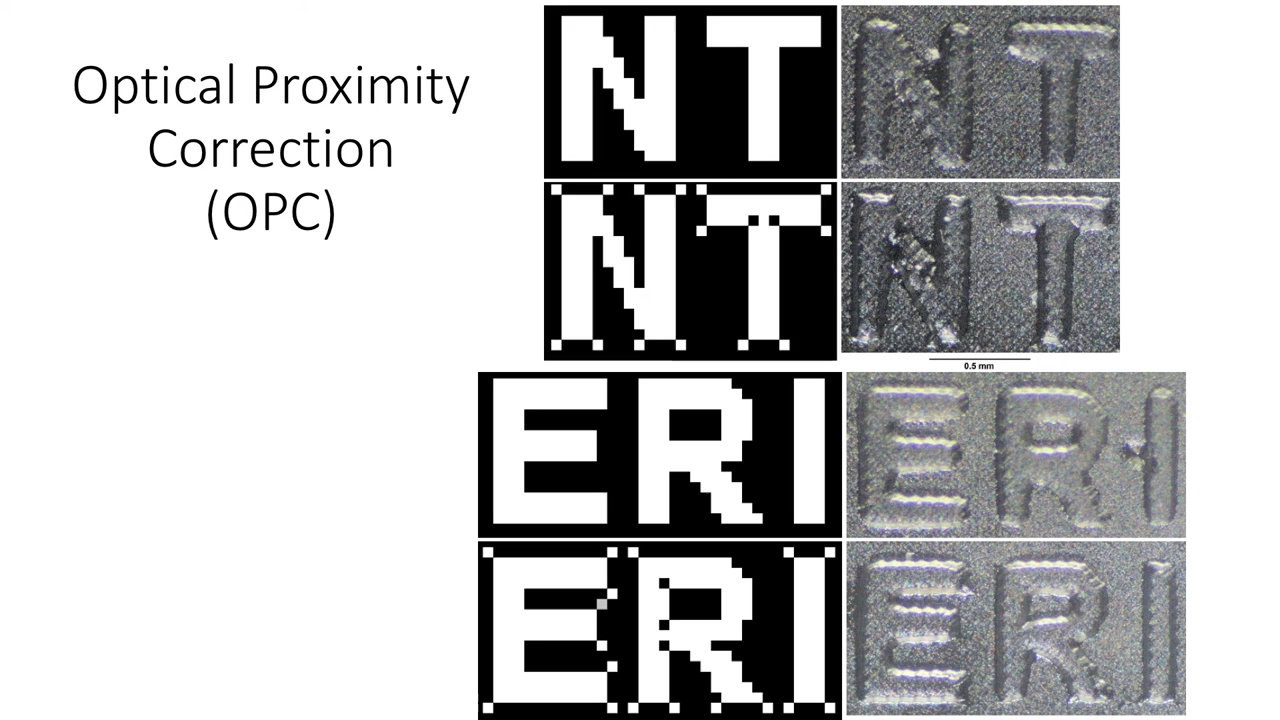 Optical Proximity
Correction
(OPC)
NT
NT
NT
NT
0.5 mm
ERI
ERI
ERI
ERI